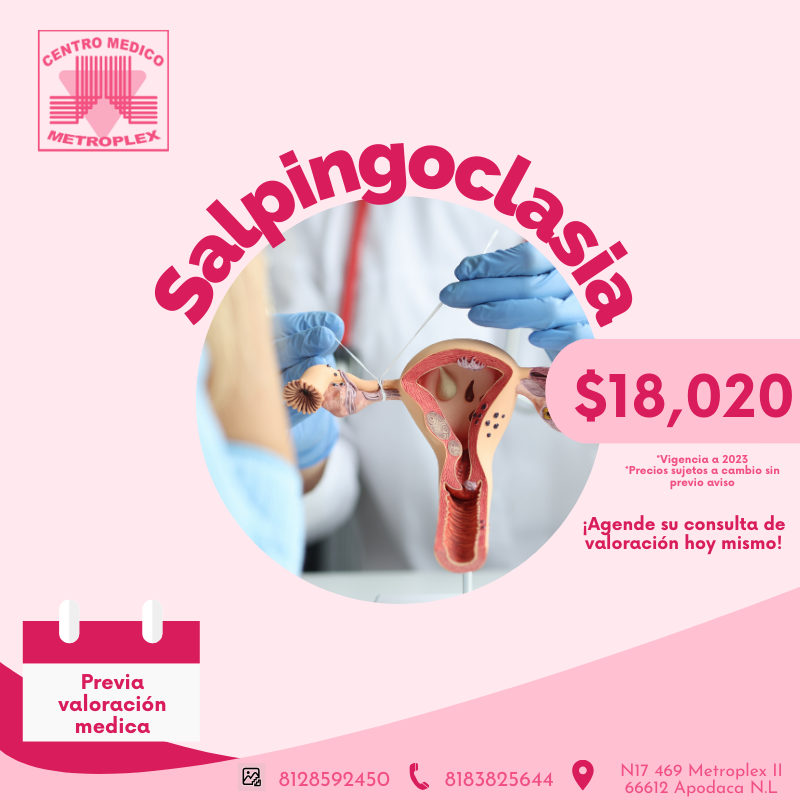 CENTRO MEDICO
METROPLEX
Salpingoclasia
$18,020
*Vigencia a 2023
*Precios sujetos a cambio sin
previo aviso
¡Agende su consulta de
valoración hoy mismo!
Previa
valoración
medica
8128592450
8183825644
N17 469 Metroplex II
66612 Apodaca N.L